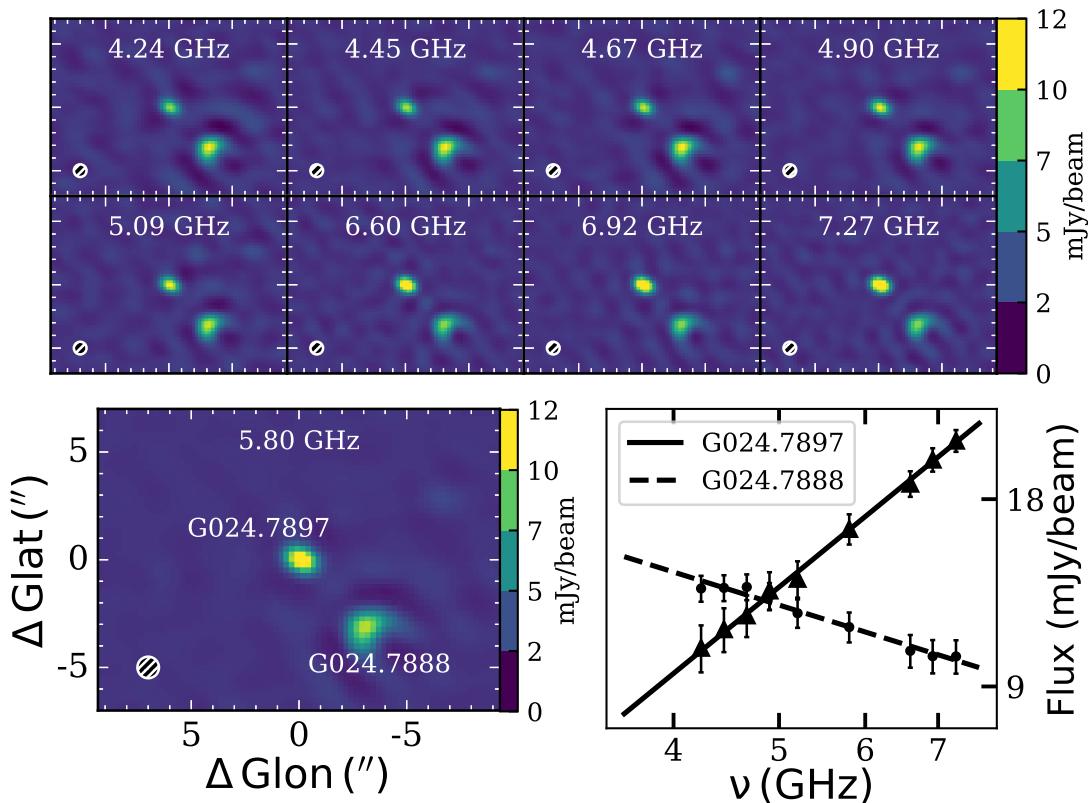 4.24 GHz
4.45 GHz
4.67 GHz
4.90 GHz
5.09 GHz
6.60 GHz
6.92 GHz
7.27 GHz
12
10
7
5
2
0
mJy/beam
5.80 GHz
G024.7897
G024.7888
5
0
-5
Δ Glat (″)
5
0
-5
Δ Glon (″)
12
10
7
5
2
0
mJy/beam
G024.7897
G024.7888
18
9
Flux (mJy/beam)
4
5
6
7
ν (GHz)